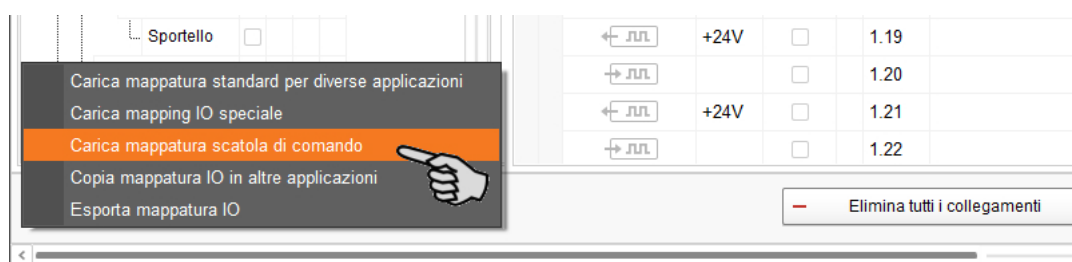 Sportello
+24V 1.19
Carica mappatura standard per diverse applicazioni
1.20
Carica mapping IO speciale
+24V 1.21
Carica mappatura scatola di comando
1.22
Copia mappatura IO in altre applicazioni
Esporta mappatura IO
Elimina tutti i collegamenti